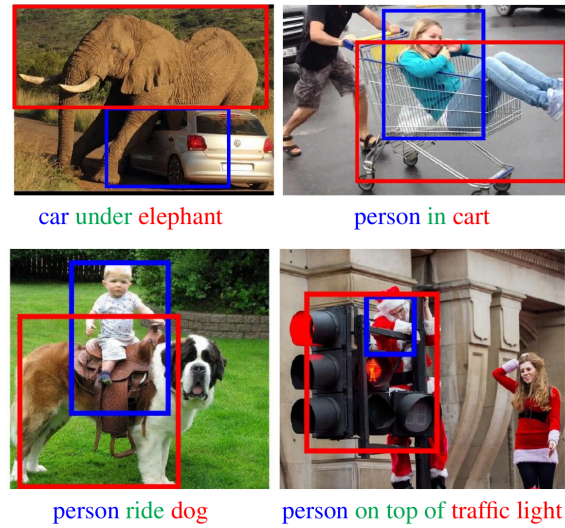 car under elephant
person in cart
person ride dog
person on top of traffic light